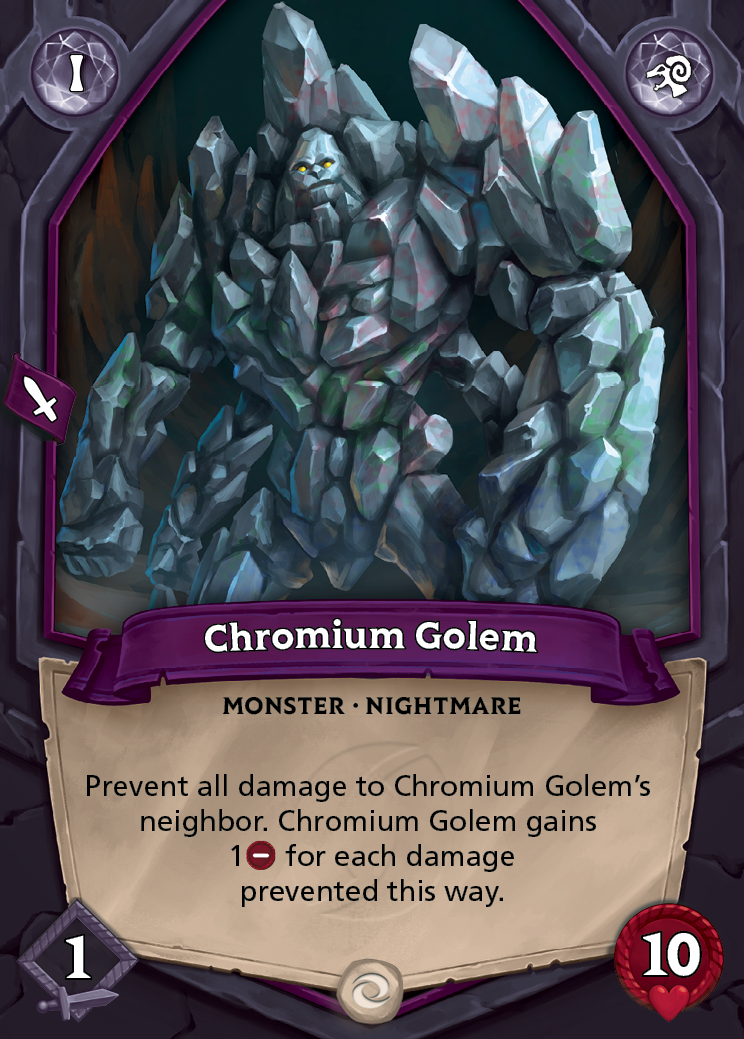 I
Chromium Golem
MONSTER · NIGHTMARE
Prevent all damage to Chromium Golem’s
neighbor. Chromium Golem gains
1 for each damage
prevented this way.
1
10